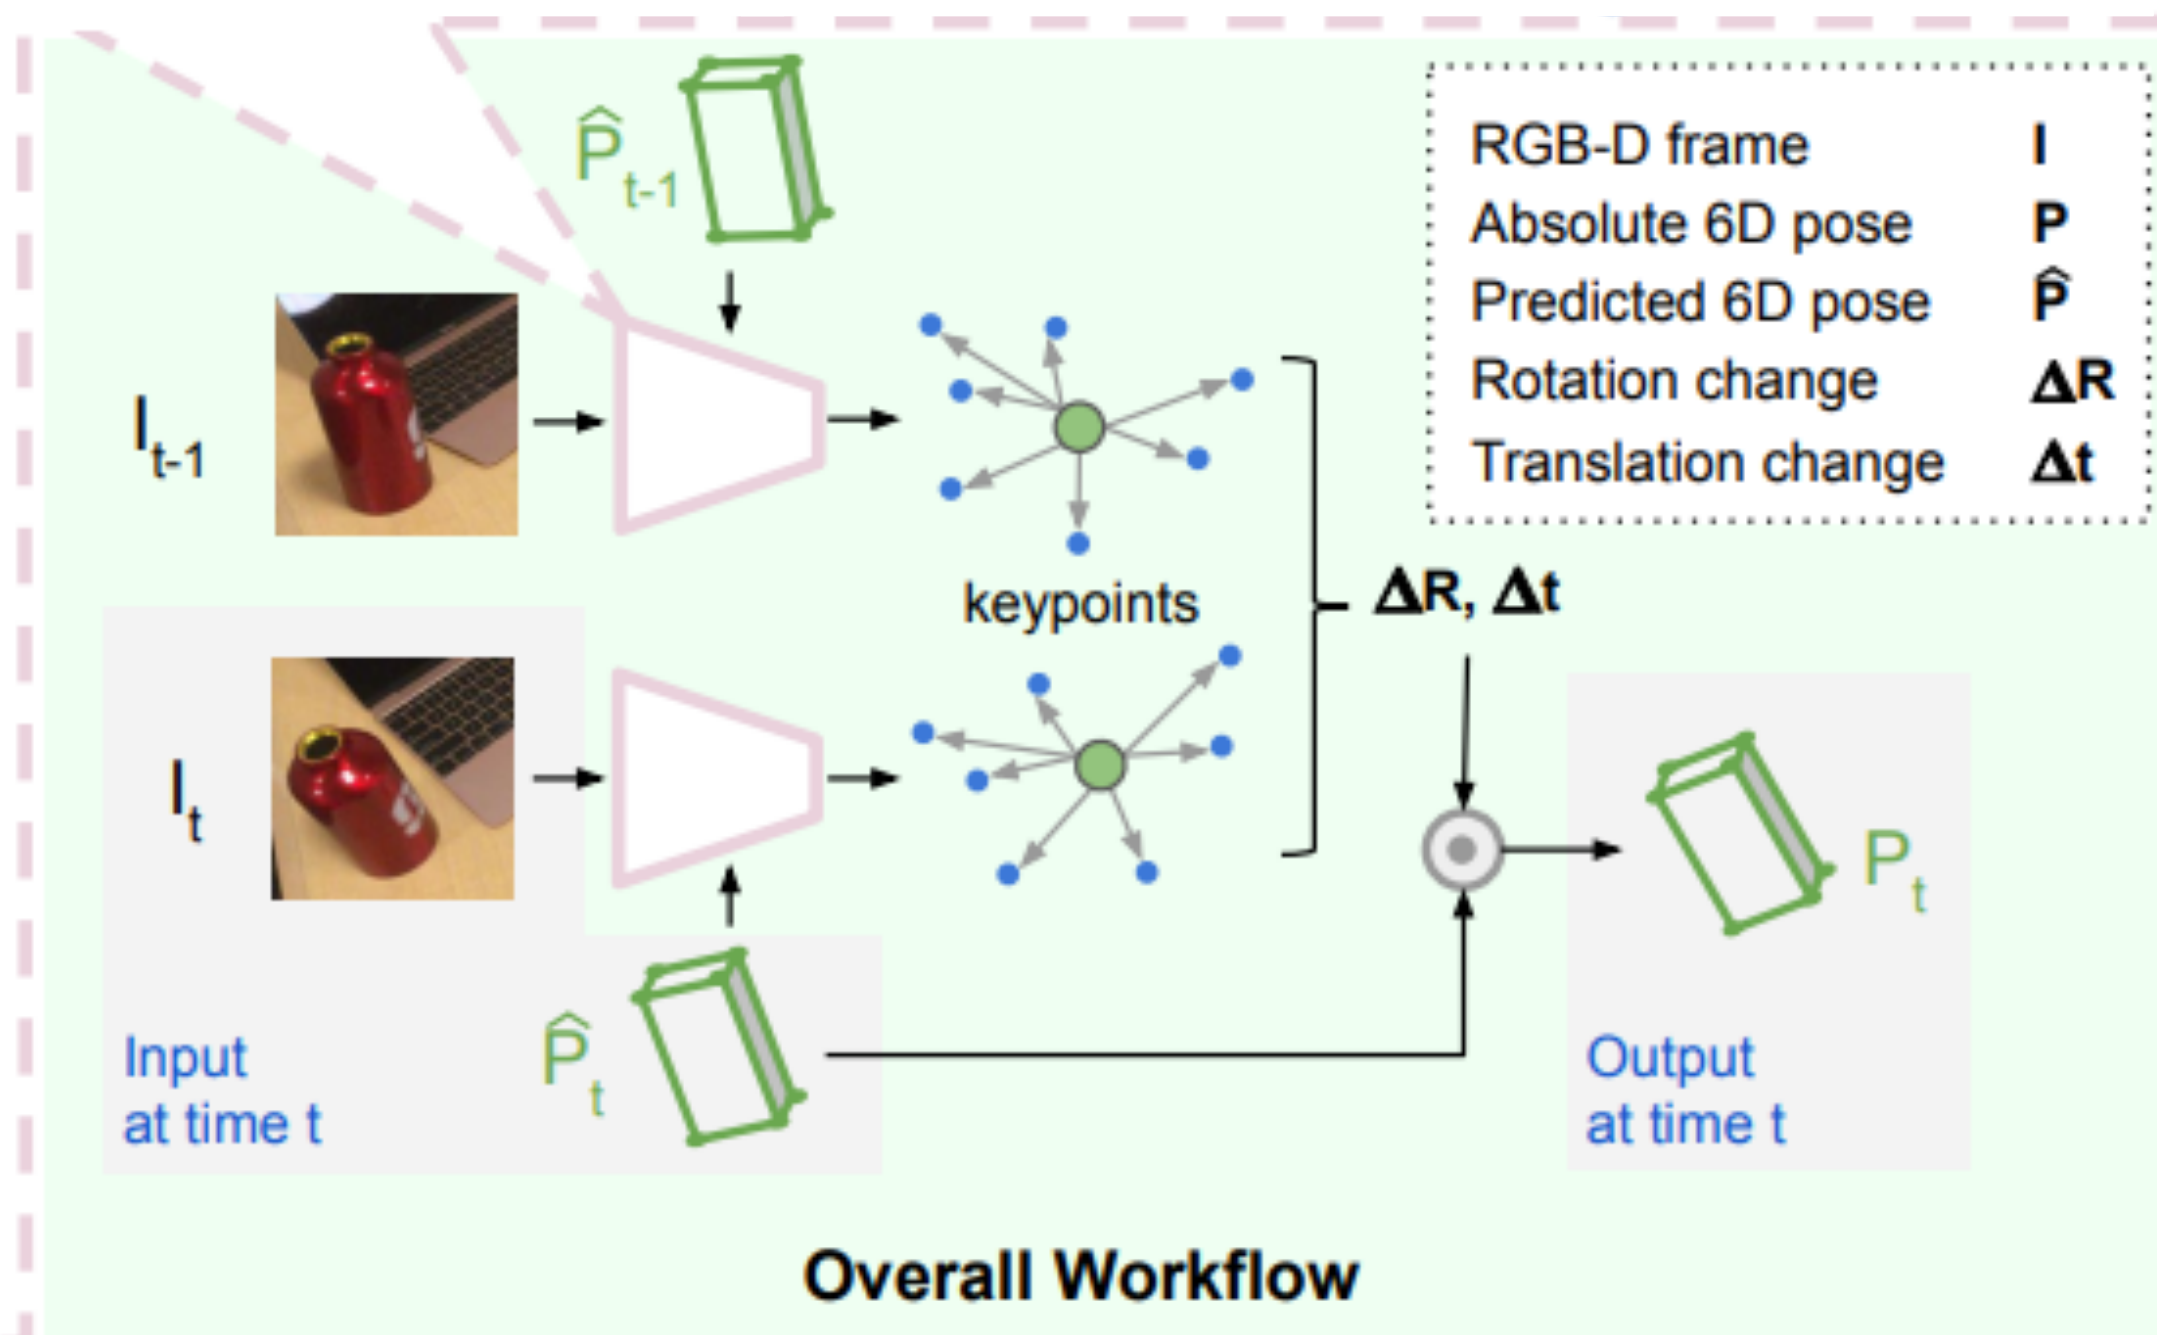 P̂t-1
RGB-D frame I
Absolute 6D pose P
Predicted 6D pose P̂
Rotation change ΔR
Translation change Δt
It-1
keypoints
ΔR, Δt
It
Pt
P̂t
Input
at time t
Output
at time t
Overall Workflow